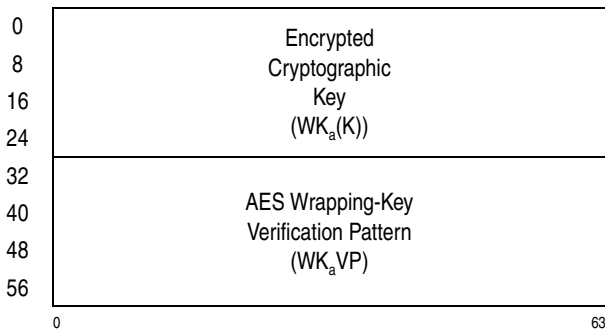 0
8
16
24
32
40
48
56
Encrypted
Cryptographic
Key
(WKₐ(K))
AES Wrapping-Key
Verification Pattern
(WKₐVP)
0 63